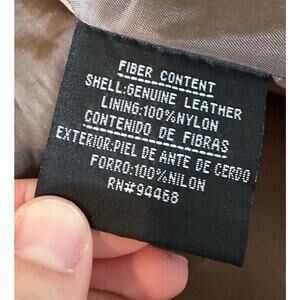 FIBER CONTENT
SHELL:GENUINE LEATHER
LINING:100%NYLON
CONTENIDO DE FIBRAS
EXTERIOR:PIEL DE ANTE DE CERDO
FORRO:100%NILON
RN#94468